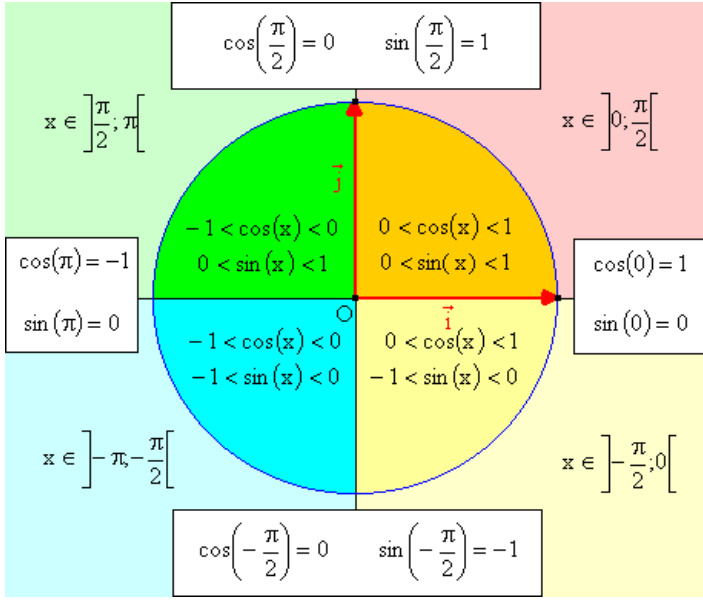 cos(π/2) = 0 sin(π/2) = 1
x ∈ ]π/2; π[
x ∈ ]0; π/2[
j
-1 < cos(x) < 0
0 < sin(x) < 1
0 < cos(x) < 1
0 < sin( x) < 1
cos(π) = -1
sin(π) = 0
cos(0) = 1
sin(0) = 0
O
i
-1 < cos(x) < 0
-1 < sin(x) < 0
0 < cos(x) < 1
-1 < sin(x) < 0
x ∈ ]-π;-π/2[
x ∈ ]-π/2;0[
cos(-π/2) = 0 sin(-π/2) = -1